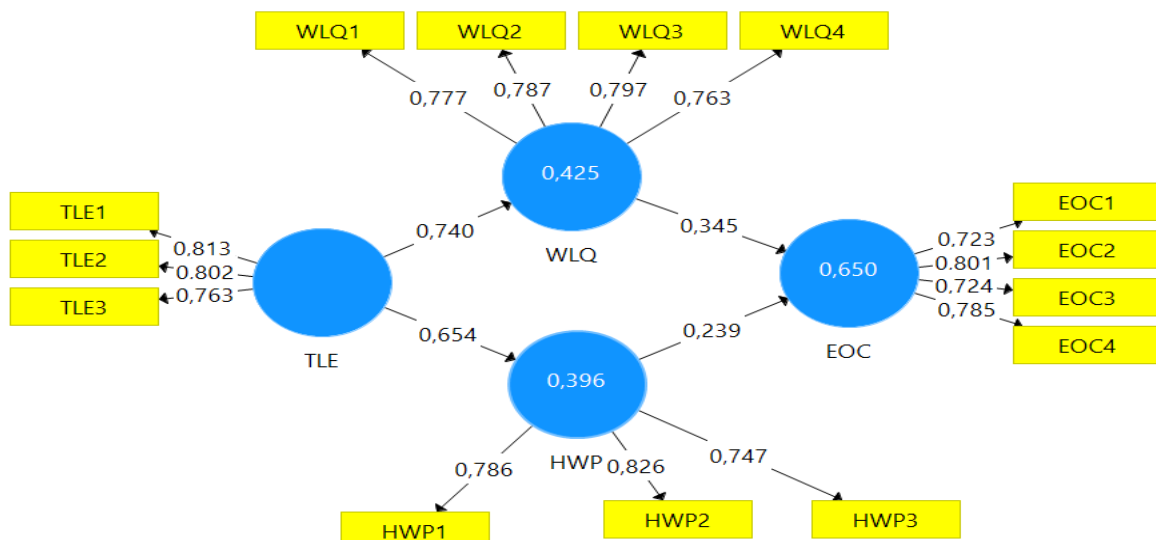 WLQ1 WLQ2 WLQ3 WLQ4
0,777 0,787 0,797 0,763
0,425
WLQ
TLE1
TLE2
TLE3
0.813
0.802
0,763
TLE
0,740
0,654
0,345
0,239
0,650
EOC
0,723
0.801
0,724
0,785
EOC1
EOC2
EOC3
EOC4
0,396
HWP
0,786 0,826 0,747
HWP1 HWP2 HWP3